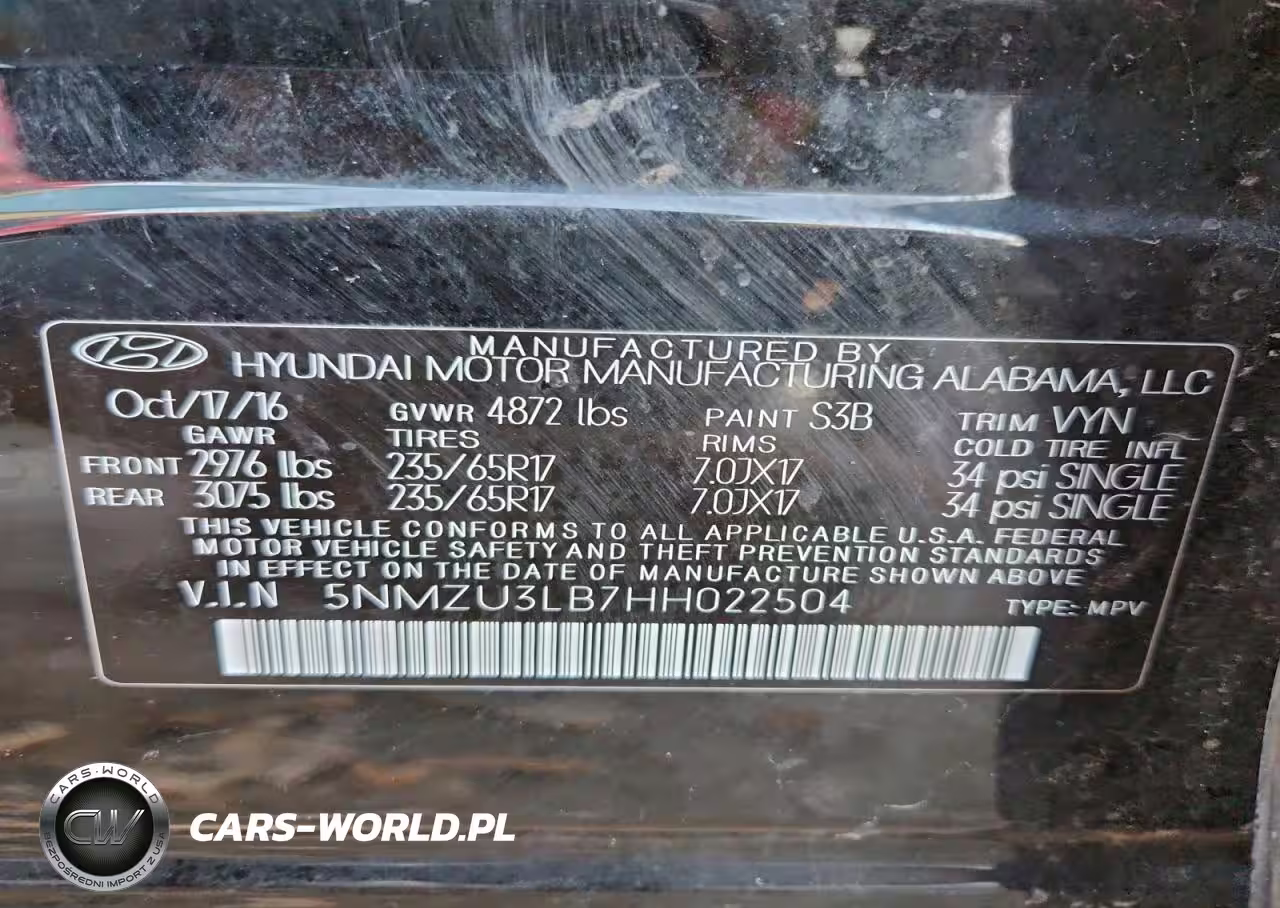 MANUFACTURED BY
HYUNDAI MOTOR MANUFACTURING ALABAMA, LLC
Oct/17/16 GVWR 4872 lbs PAINT S3B TRIM VYN
GAWR TIRES RIMS COLD TIRE INFL
FRONT 2976 lbs 235/65R17 7.0JX17 34 psi SINGLE
REAR 3075 lbs 235/65R17 7.0JX17 34 psi SINGLE
THIS VEHICLE CONFORMS TO ALL APPLICABLE U.S.A. FEDERAL
MOTOR VEHICLE SAFETY AND THEFT PREVENTION STANDARDS
IN EFFECT ON THE DATE OF MANUFACTURE SHOWN ABOVE
V.I.N 5NMZU3LB7HH022504 TYPE: MPV
CARS-WORLD
CW
BEZPOŚREDNI IMPORT Z USA
CARS-WORLD.PL